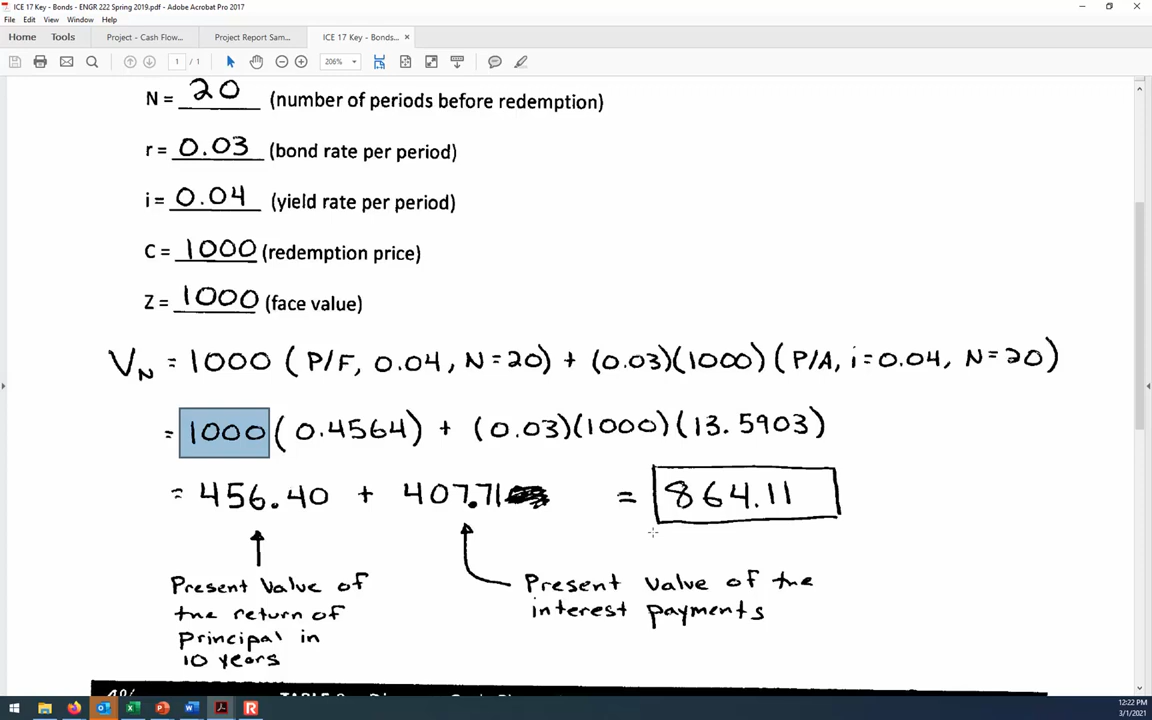 ICE 17 Key - Bonds - ENGR 222 Spring 2019.pdf - Adobe Acrobat Pro 2017
File Edit View Window Help
Home Tools Project - Cash Flow... Project Report Sam... ICE 17 Key - Bonds... ×
1 / 1 206%
N = 20 (number of periods before redemption)
r = 0.03 (bond rate per period)
i = 0.04 (yield rate per period)
C = 1000 (redemption price)
Z = 1000 (face value)
VN = 1000 (P/F, 0.04, N=20) + (0.03)(1000)(P/A, i=0.04, N=20)
= 1000 (0.4564) + (0.03)(1000)(13.5903)
= 456.40 + 407.71 = 864.11
Present Value of
the return of
Principal in
10 years
Present value of the
interest payments
12:22 PM
3/1/2021